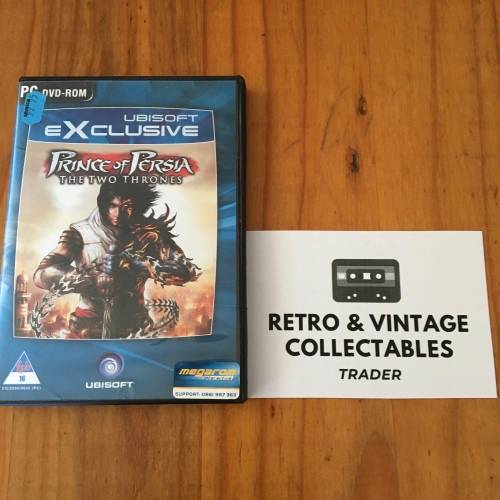 PC DVD-ROM
UBISOFT
eXCLUSIVE
PRINCE OF PERSIA
THE TWO THRONES
16
UBISOFT
megarom
SUPPORT: 0861 987 363
RETRO & VINTAGE
COLLECTABLES
TRADER